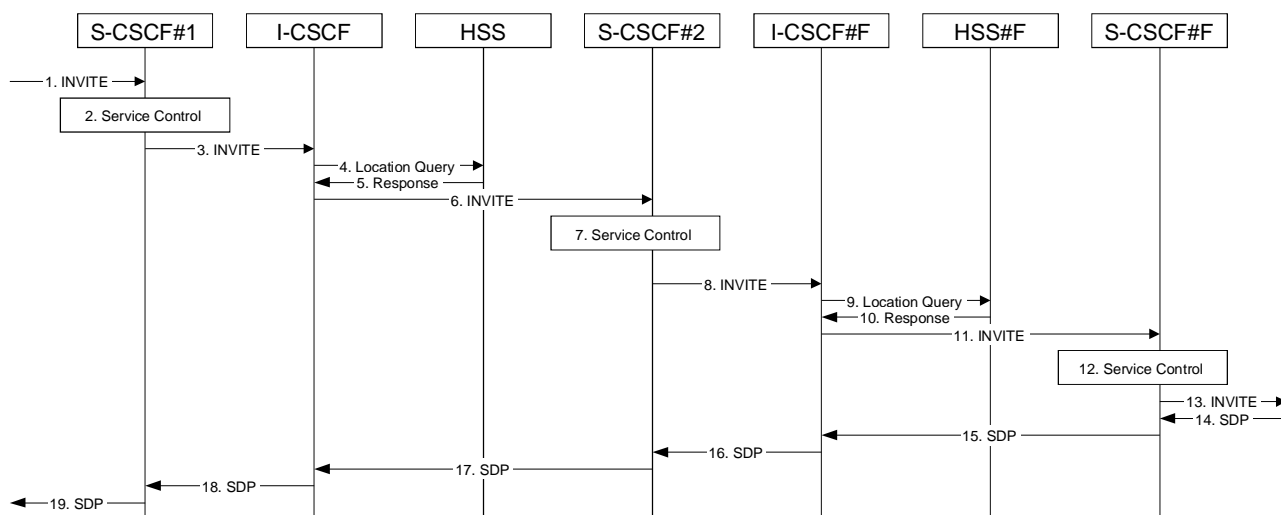 S-CSCF#1
I-CSCF
HSS
S-CSCF#2
I-CSCF#F
HSS#F
S-CSCF#F
1. INVITE
2. Service Control
3. INVITE
4. Location Query
5. Response
6. INVITE
7. Service Control
8. INVITE
9. Location Query
10. Response
11. INVITE
12. Service Control
13. INVITE
14. SDP
15. SDP
16. SDP
17. SDP
18. SDP
19. SDP